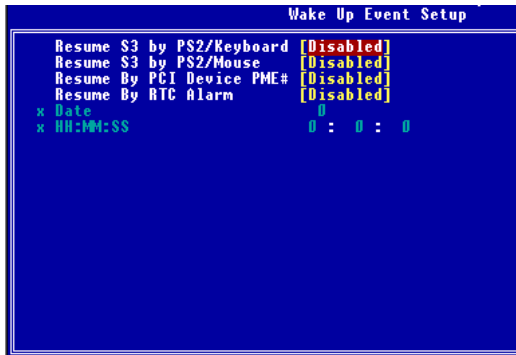 Wake Up Event Setup
Resume S3 by PS2/Keyboard [Disabled]
Resume S3 by PS2/Mouse [Disabled]
Resume By PCI Device PME# [Disabled]
Resume By RTC Alarm [Disabled]
x Date 0
x HH:MM:SS 0 : 0 : 0